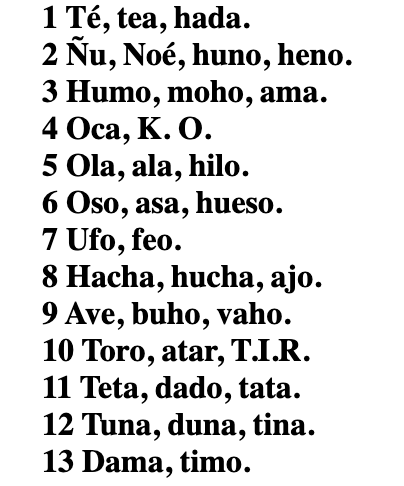 1 Té, tea, hada.
2 Ñu, Noé, huno, heno.
3 Humo, moho, ama.
4 Oca, K. O.
5 Ola, ala, hilo.
6 Oso, asa, hueso.
7 Ufo, feo.
8 Hacha, hucha, ajo.
9 Ave, buho, vaho.
10 Toro, atar, T.I.R.
11 Teta, dado, tata.
12 Tuna, duna, tina.
13 Dama, timo.